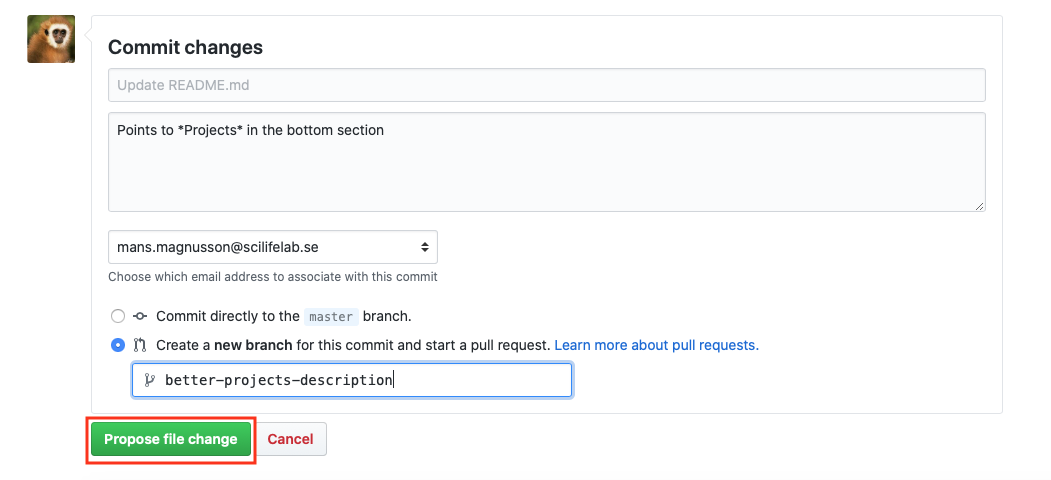 Commit changes
Update README.md
Points to *Projects* in the bottom section
mans.magnusson@scilifelab.se
Choose which email address to associate with this commit
Commit directly to the master branch.
Create a new branch for this commit and start a pull request. Learn more about pull requests.
better-projects-description
Propose file change Cancel